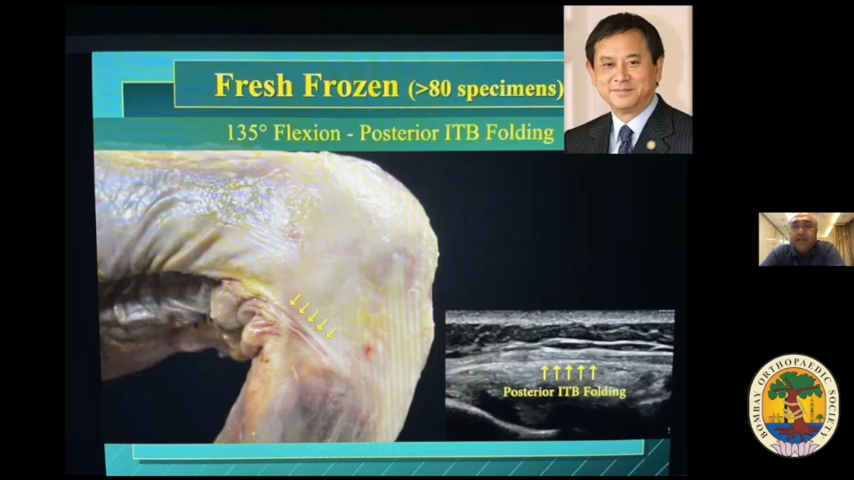 Fresh Frozen (>80 specimens)
135° Flexion - Posterior ITB Folding
Posterior ITB Folding
BOMBAY ORTHOPAEDIC SOCIETY